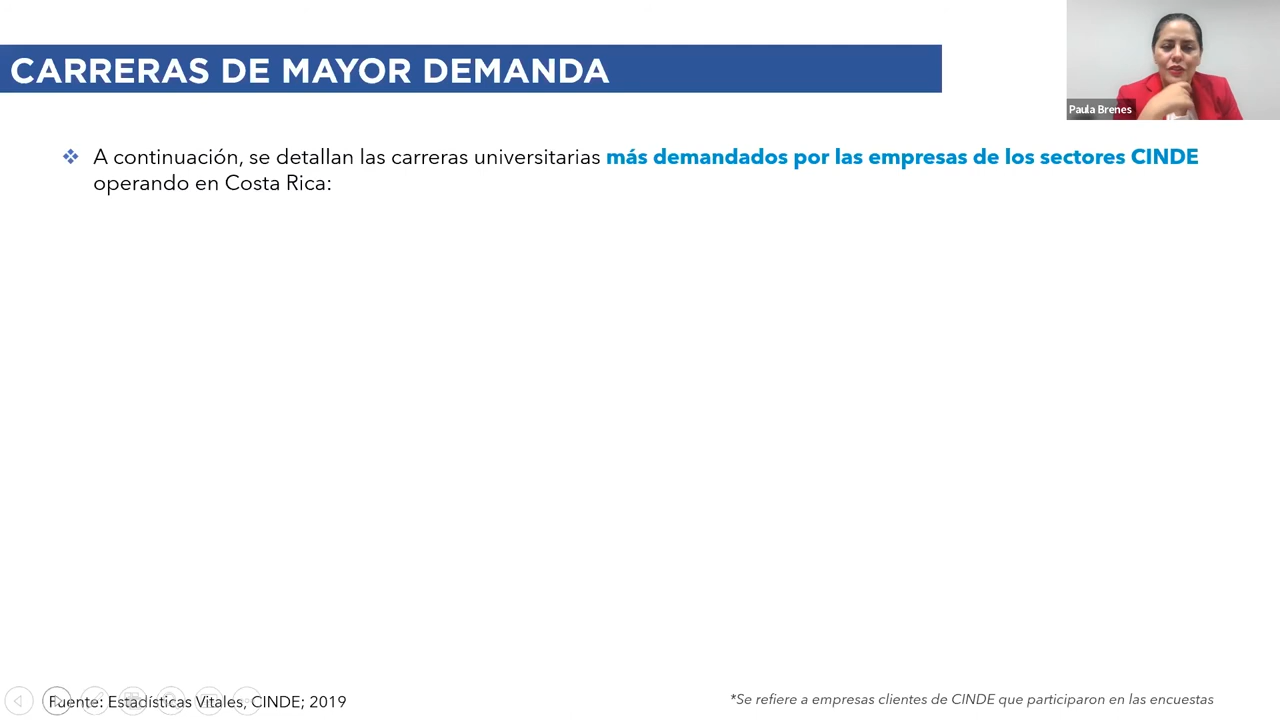 CARRERAS DE MAYOR DEMANDA
Paula Brenes
A continuación, se detallan las carreras universitarias más demandados por las empresas de los sectores CINDE
operando en Costa Rica:
Fuente: Estadísticas Vitales, CINDE; 2019
*Se refiere a empresas clientes de CINDE que participaron en las encuestas